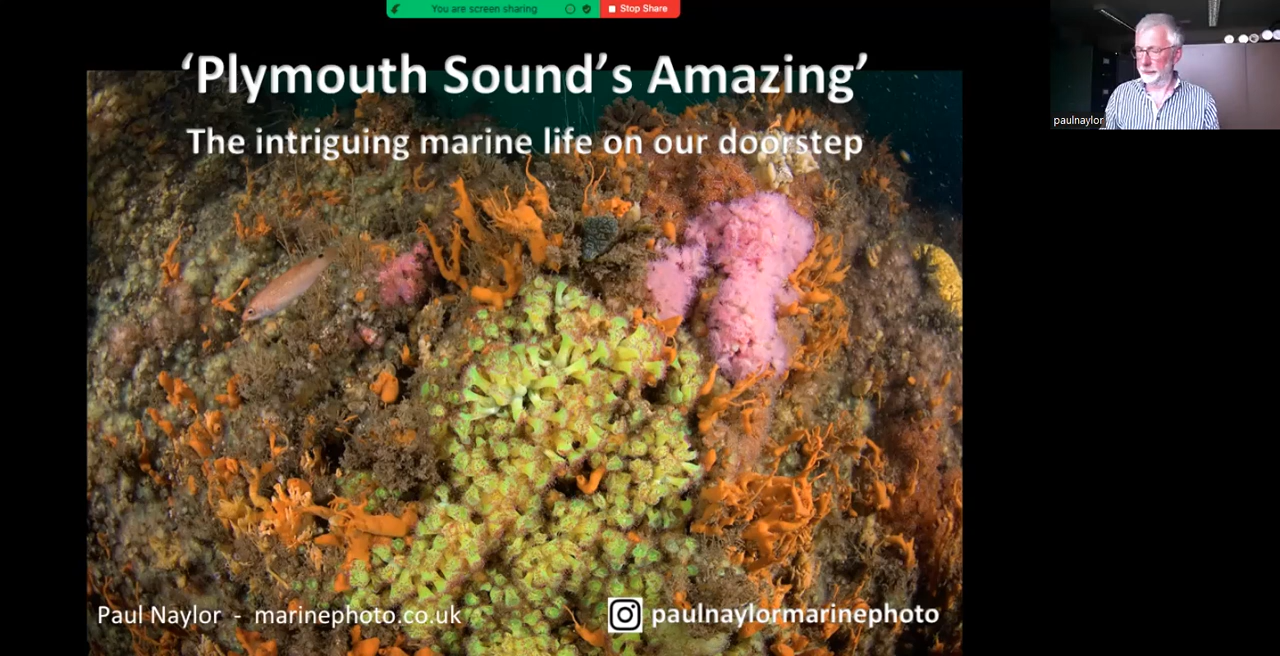 You are screen sharing
Stop Share
‘Plymouth Sound’s Amazing’
The intriguing marine life on our doorstep
paulnaylor
Paul Naylor - marinephoto.co.uk
paulnaylormarinephoto